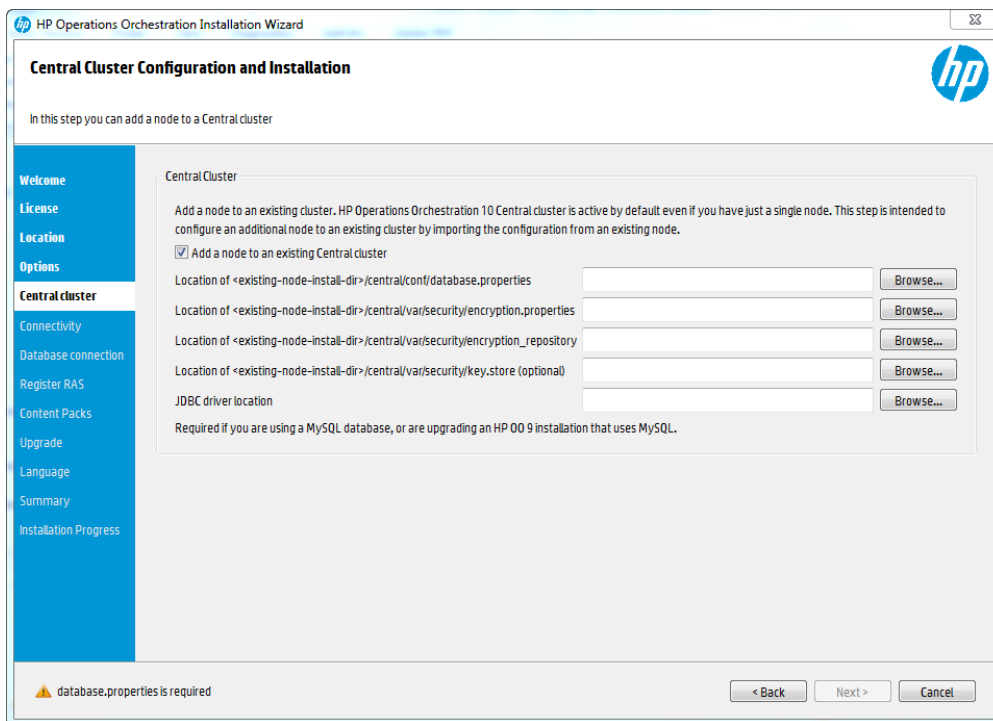 HP Operations Orchestration Installation Wizard
Central Cluster Configuration and Installation
hp
In this step you can add a node to a Central cluster
Welcome
License
Location
Options
Central cluster
Connectivity
Database connection
Register RAS
Content Packs
Upgrade
Language
Summary
Installation Progress
Central Cluster
Add a node to an existing cluster. HP Operations Orchestration 10 Central cluster is active by default even if you have just a single node. This step is intended to
configure an additional node to an existing cluster by importing the configuration from an existing node.
Add a node to an existing Central cluster
Location of <existing-node-install-dir>/central/conf/database.properties Browse...
Location of <existing-node-install-dir>/central/var/security/encryption.properties Browse...
Location of <existing-node-install-dir>/central/var/security/encryption_repository Browse...
Location of <existing-node-install-dir>/central/var/security/key.store (optional) Browse...
JDBC driver location Browse...
Required if you are using a MySQL database, or are upgrading an HP OO 9 installation that uses MySQL.
database.properties is required
< Back Next > Cancel